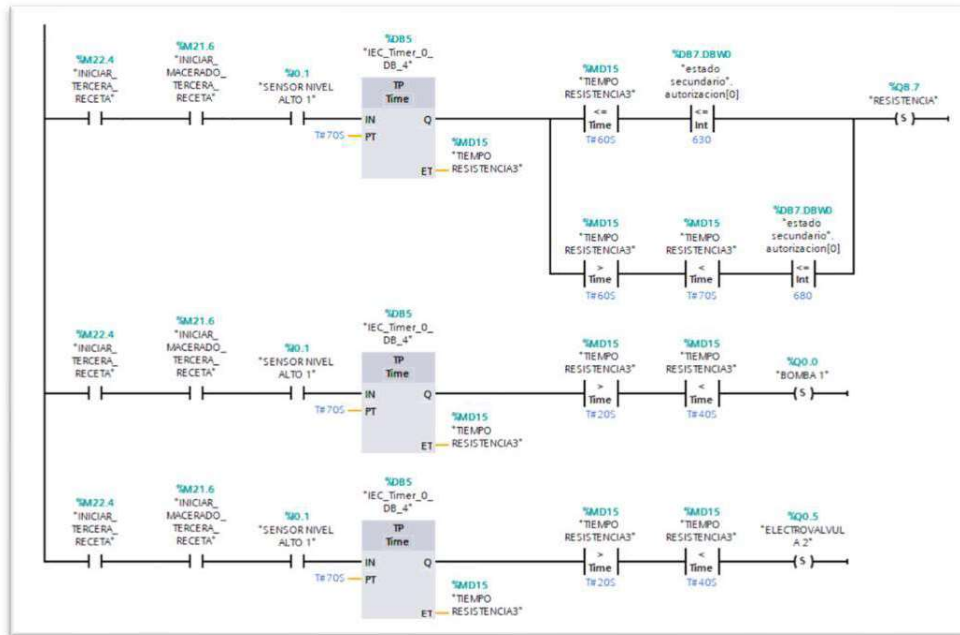 %DB5
"IEC_Timer_0_
DB_4"
%M22.4
"INICIAR_
TERCERA_
RECETA"
%M21.6
"INICIAR_
MACERADO_
TERCERA_
RECETA"
%I0.1
"SENSOR NIVEL
ALTO 1"
TP
Time
IN
Q
T#70S
PT
ET
%MD15
"TIEMPO
RESISTENCIA3"
%MD15
"TIEMPO
RESISTENCIA3"
<=
Time
T#60S
%DB7.DBW0
"estado
secundario".
autorizacion[0]
<=
Int
630
%Q8.7
"RESISTENCIA"
S
%MD15
"TIEMPO
RESISTENCIA3"
>
Time
T#60S
%MD15
"TIEMPO
RESISTENCIA3"
<
Time
T#70S
%DB7.DBW0
"estado
secundario".
autorizacion[0]
<=
Int
680
%DB5
"IEC_Timer_0_
DB_4"
%M22.4
"INICIAR_
TERCERA_
RECETA"
%M21.6
"INICIAR_
MACERADO_
TERCERA_
RECETA"
%I0.1
"SENSOR NIVEL
ALTO 1"
TP
Time
IN
Q
T#70S
PT
ET
%MD15
"TIEMPO
RESISTENCIA3"
%MD15
"TIEMPO
RESISTENCIA3"
>
Time
T#20S
%MD15
"TIEMPO
RESISTENCIA3"
<
Time
T#40S
%Q0.0
"BOMBA 1"
S
%DB5
"IEC_Timer_0_
DB_4"
%M22.4
"INICIAR_
TERCERA_
RECETA"
%M21.6
"INICIAR_
MACERADO_
TERCERA_
RECETA"
%I0.1
"SENSOR NIVEL
ALTO 1"
TP
Time
IN
Q
T#70S
PT
ET
%MD15
"TIEMPO
RESISTENCIA3"
%MD15
"TIEMPO
RESISTENCIA3"
>
Time
T#20S
%MD15
"TIEMPO
RESISTENCIA3"
<
Time
T#40S
%Q0.5
"ELECTROVALVUL
A 2"
S